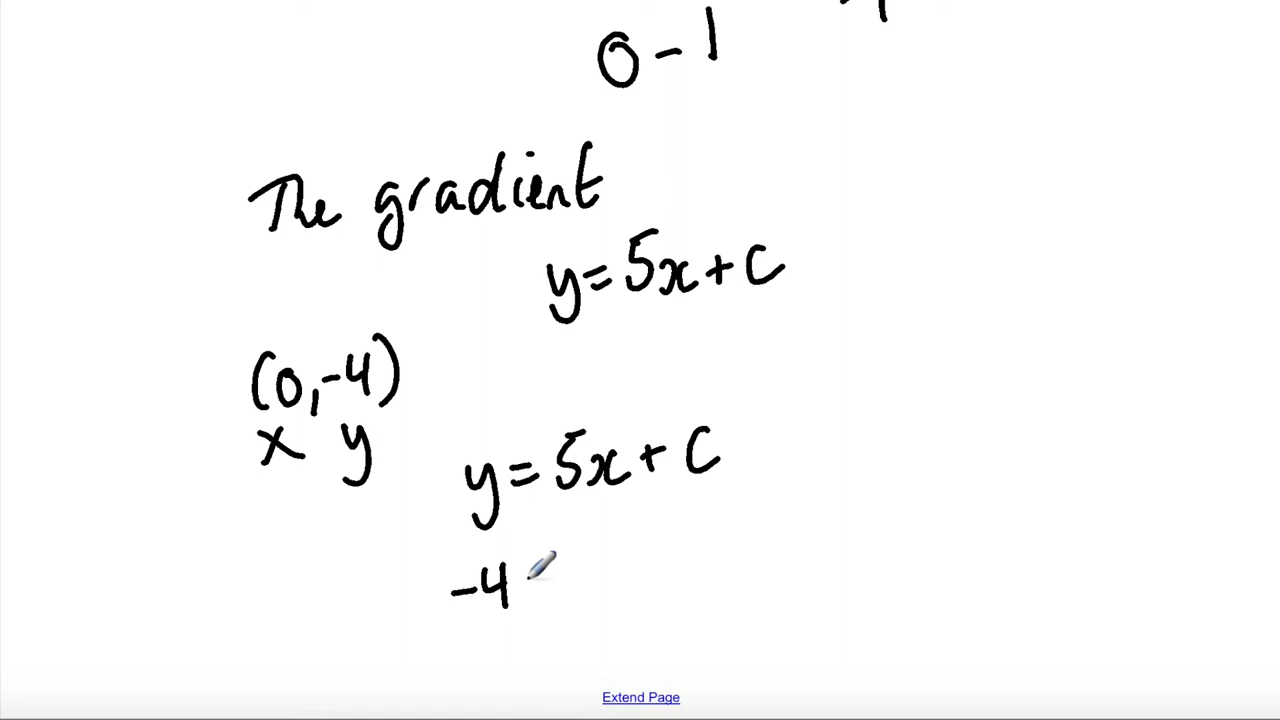 0 - 1
The gradient
y = 5x + c
(0, -4)
x y
y = 5x + c
-4
Extend Page